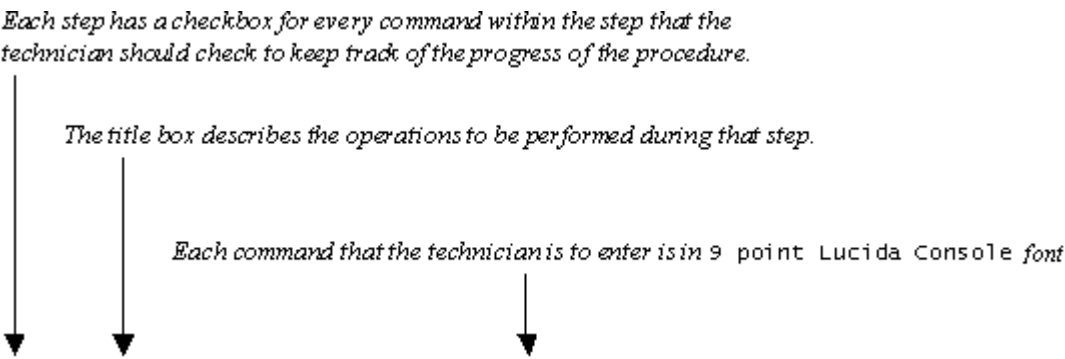 Each step has a checkbox for every command within the step that the
technician should check to keep track of the progress of the procedure.
The title box describes the operations to be performed during that step.
Each command that the technician is to enter is in 9 point Lucida Console font